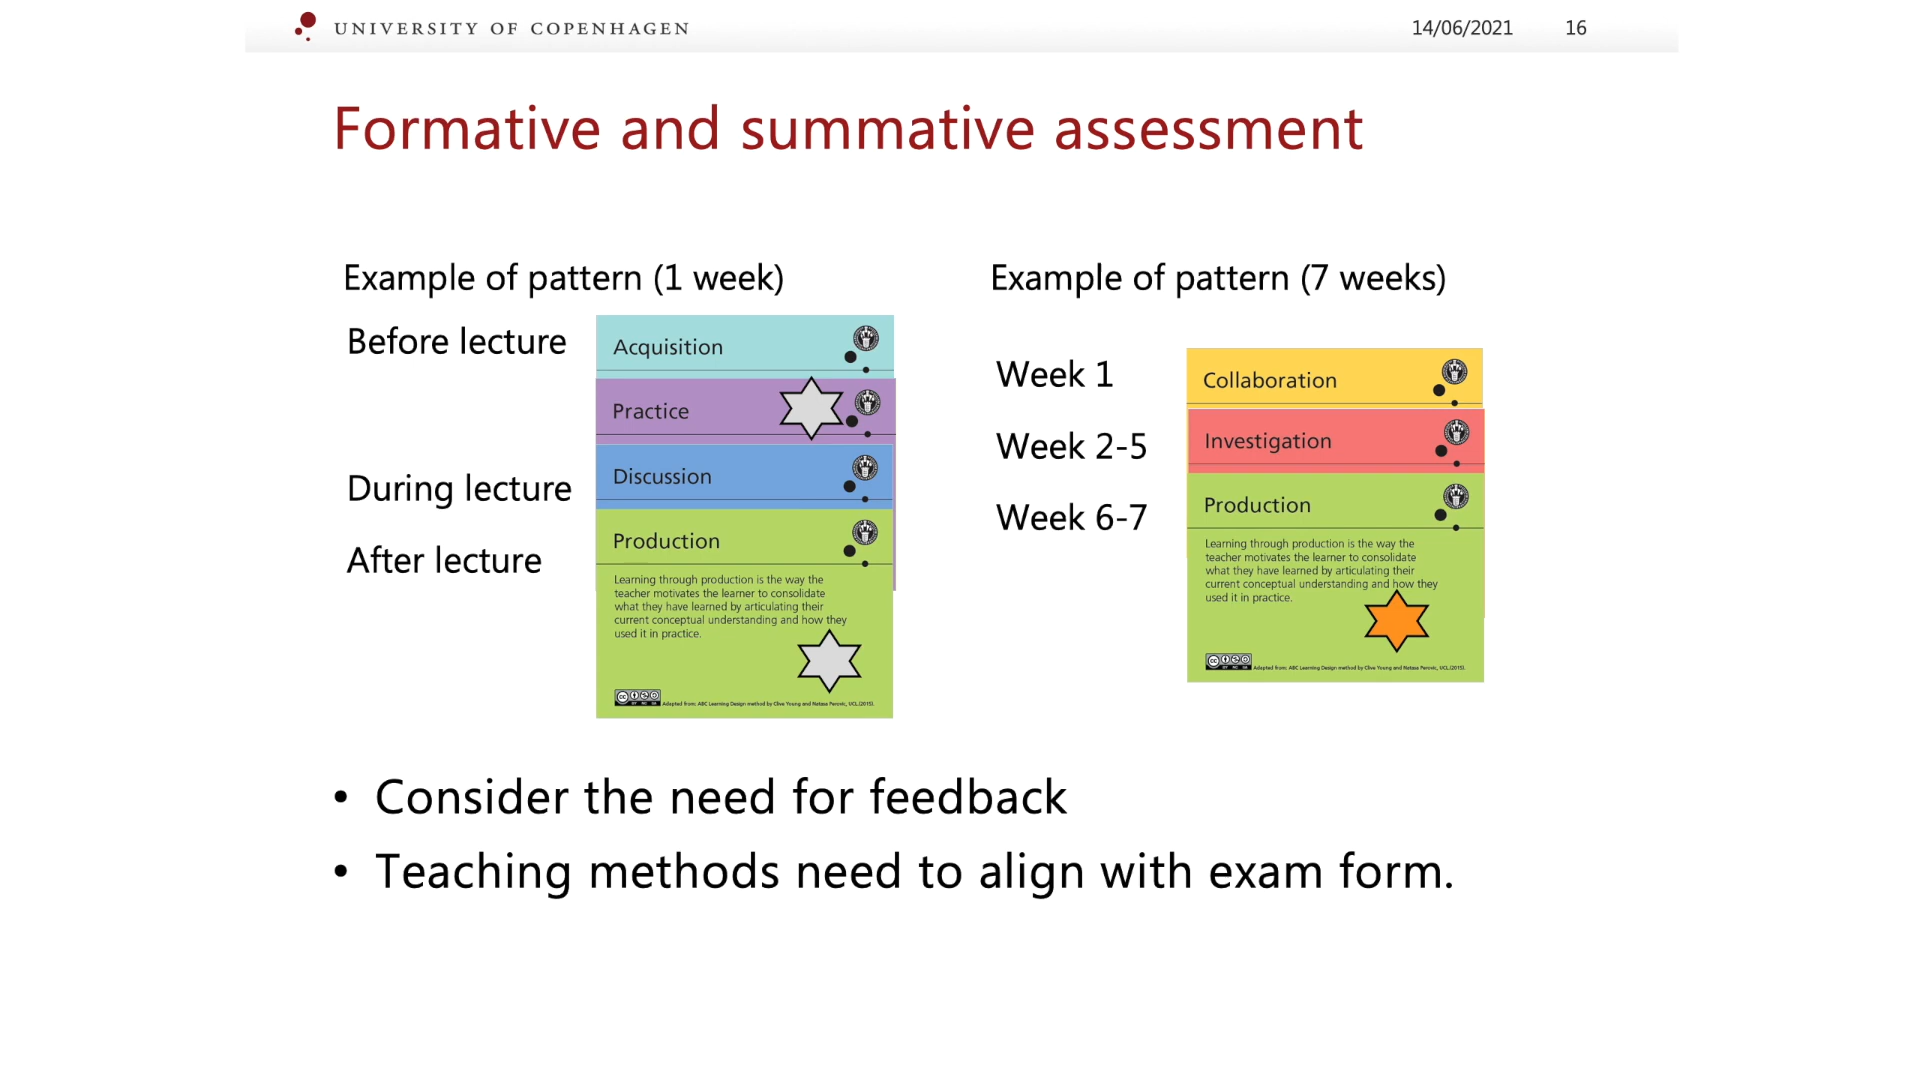 UNIVERSITY OF COPENHAGEN
14/06/2021 16
Formative and summative assessment
Example of pattern (1 week)
Before lecture
During lecture
After lecture
Acquisition
Practice
Discussion
Production
Learning through production is the way the
teacher motivates the learner to consolidate
what they have learned by articulating their
current conceptual understanding and how they
used it in practice.
Adapted from: ABC Learning Design method by Clive Young and Natasa Perovic, UCL (2015).
Example of pattern (7 weeks)
Week 1
Week 2-5
Week 6-7
Collaboration
Investigation
Production
Learning through production is the way the
teacher motivates the learner to consolidate
what they have learned by articulating their
current conceptual understanding and how they
used it in practice.
Adapted from: ABC Learning Design method by Clive Young and Natasa Perovic, UCL (2015).
• Consider the need for feedback
• Teaching methods need to align with exam form.